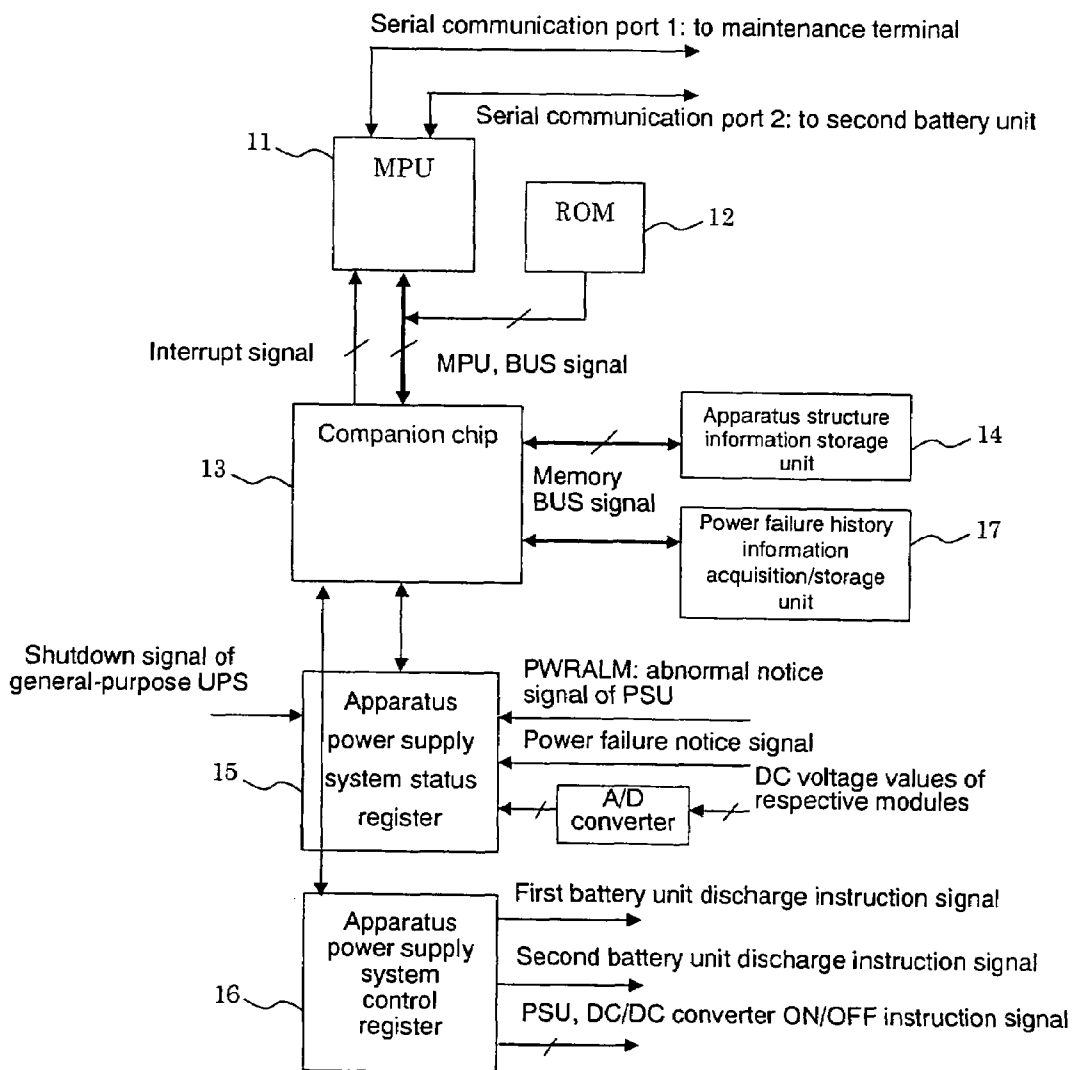 Serial communication port 1: to maintenance terminal
Serial communication port 2: to second battery unit
11
MPU
ROM
12
Interrupt signal
MPU, BUS signal
Companion chip
13
Memory
BUS signal
Apparatus structure
information storage
unit
14
Power failure history
information
acquisition/storage
unit
17
Shutdown signal of
general-purpose UPS
Apparatus
power supply
system status
register
15
PWRALM: abnormal notice
signal of PSU
Power failure notice signal
DC voltage values of
respective modules
A/D
converter
Apparatus
power supply
system
control
register
16
First battery unit discharge instruction signal
Second battery unit discharge instruction signal
PSU, DC/DC converter ON/OFF instruction signal